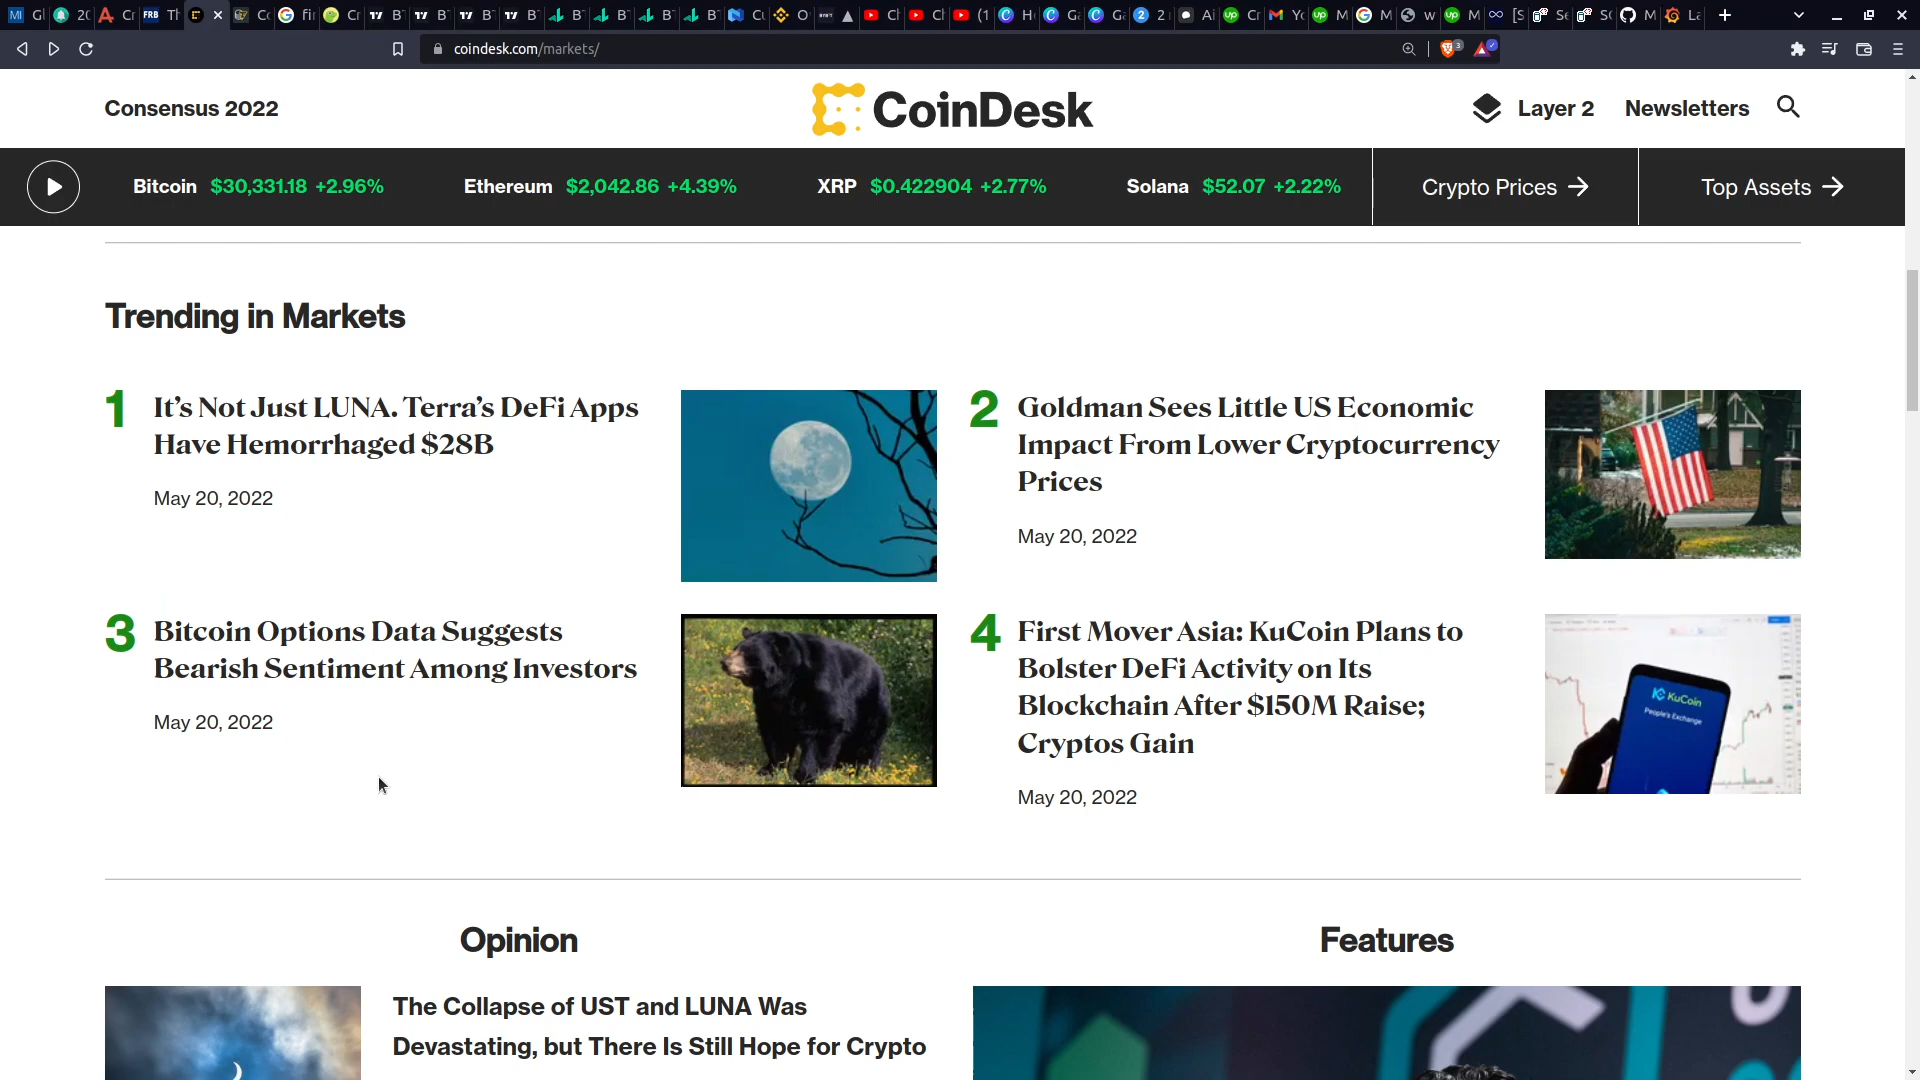 coindesk.com/markets/
Consensus 2022
CoinDesk
Layer 2
Newsletters
Bitcoin $30,331.18 +2.96%
Ethereum $2,042.86 +4.39%
XRP $0.422904 +2.77%
Solana $52.07 +2.22%
Crypto Prices
Top Assets
Trending in Markets
1
It's Not Just LUNA. Terra's DeFi Apps
Have Hemorrhaged $28B
May 20, 2022
2
Goldman Sees Little US Economic
Impact From Lower Cryptocurrency
Prices
May 20, 2022
3
Bitcoin Options Data Suggests
Bearish Sentiment Among Investors
May 20, 2022
4
First Mover Asia: KuCoin Plans to
Bolster DeFi Activity on Its
Blockchain After $150M Raise;
Cryptos Gain
May 20, 2022
KuCoin
People's Exchange
Opinion
The Collapse of UST and LUNA Was
Devastating, but There Is Still Hope for Crypto
Features